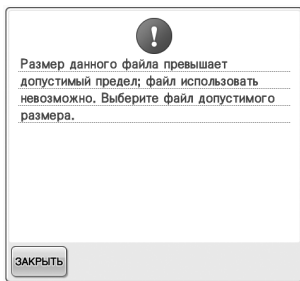 Размер данного файла превышает
допустимый предел; файл использовать
невозможно. Выберите файл допустимого
размера.
ЗАКРЫТЬ